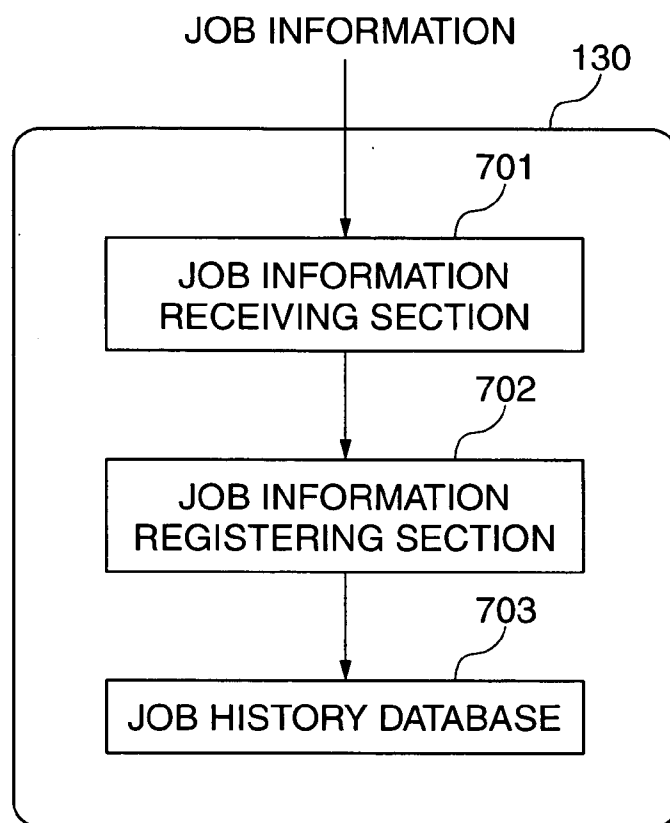 JOB INFORMATION
130
701
JOB INFORMATION
RECEIVING SECTION
702
JOB INFORMATION
REGISTERING SECTION
703
JOB HISTORY DATABASE